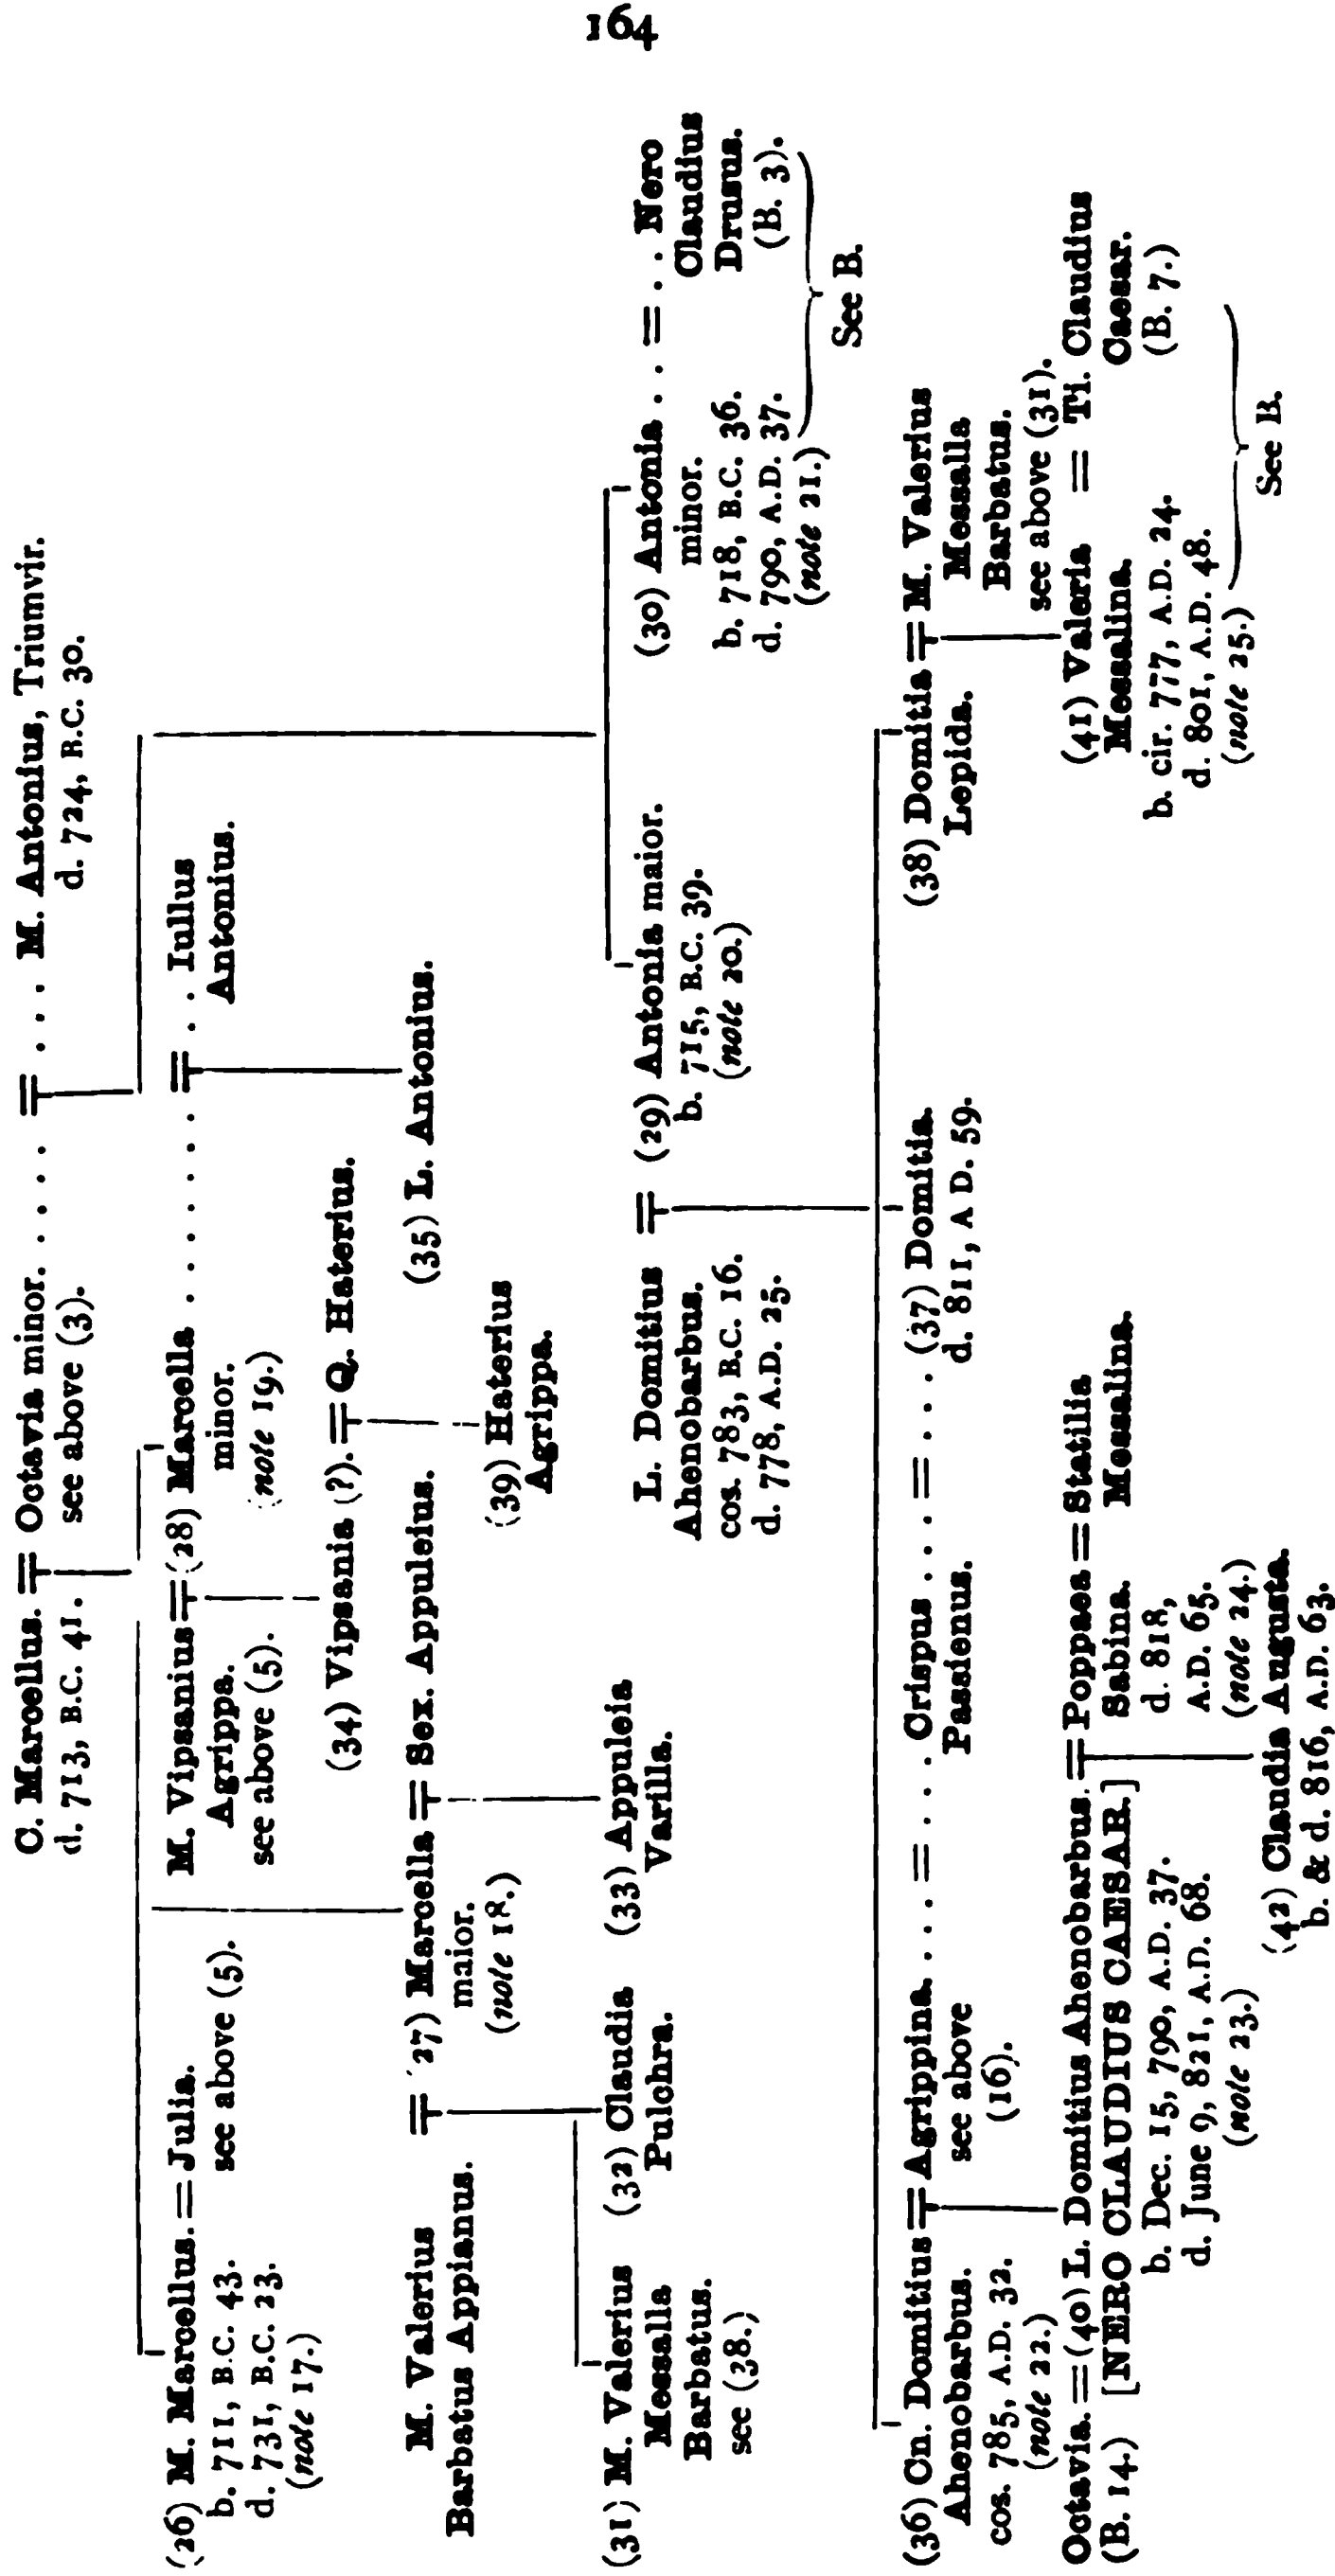 164
C. Marcellus. = Octavia minor. . . . . = . . . . M. Antonius, Triumvir.
d. 713, B.C. 41. see above (3). d. 724, B.C. 30.
(26) M. Marcellus. = Julia.
b. 711, B.C. 43. see above (5).
d. 731, B.C. 23.
(note 17.)
M. Vipsanius = (28) Marcella . . . . . . . = . . Iullus
Agrippa. minor. Antonius.
see above (5). (note 19.)
(34) Vipsania (?). = Q. Haterius.
M. Valerius = (27) Marcella = Sex. Appuleius.
Barbatus Appianus. maior.
(note 18.)
(35) L. Antonius.
(39) Haterius
Agrippa.
(31) M. Valerius (32) Claudia (33) Appuleia
Messalla Pulchra. Varilla.
Barbatus.
see (38.)
L. Domitius = (29) Antonia maior.
Ahenobarbus. b. 715, B.C. 39.
cos. 783, B.C. 16. (note 20.)
d. 778, A.D. 25.
(30) Antonia . . = . . Nero
minor. Claudius
b. 718, B.C. 36. Drusus.
d. 790, A.D. 37. (B. 3).
(note 21.)
See B.
(36) Cn. Domitius = Agrippina. . . . = . . . . Crispus . . . = . . . . (37) Domitia.
Ahenobarbus. see above Passienus. d. 811, A D. 59.
cos. 785, A.D. 32. (16).
(note 22.)
(38) Domitia = M. Valerius
Lepida. Messalla
Barbatus.
see above (31).
Octavia. = (40) L. Domitius Ahenobarbus. = Poppaea = Statilia
(B. 14.) [NERO CLAUDIUS CAESAR.] Sabina. Messalina.
b. Dec. 15, 790, A.D. 37. d. 818,
d. June 9, 821, A.D. 68. A.D. 65.
(note 23.) (note 24.)
(42) Claudia Augusta.
b. & d. 816, A.D. 63.
(41) Valeria = Ti. Claudius
Messalina. Caesar.
b. cir. 777, A.D. 24. (B. 7.)
d. 801, A.D. 48.
(note 25.)
See B.